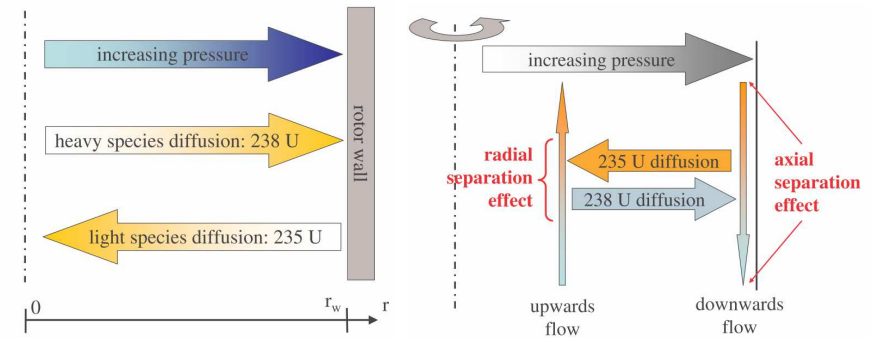 increasing pressure
heavy species diffusion: 238 U
light species diffusion: 235 U
rotor wall
0
r_w
r
increasing pressure
radial
separation
effect
235 U diffusion
238 U diffusion
axial
separation
effect
upwards
flow
downwards
flow